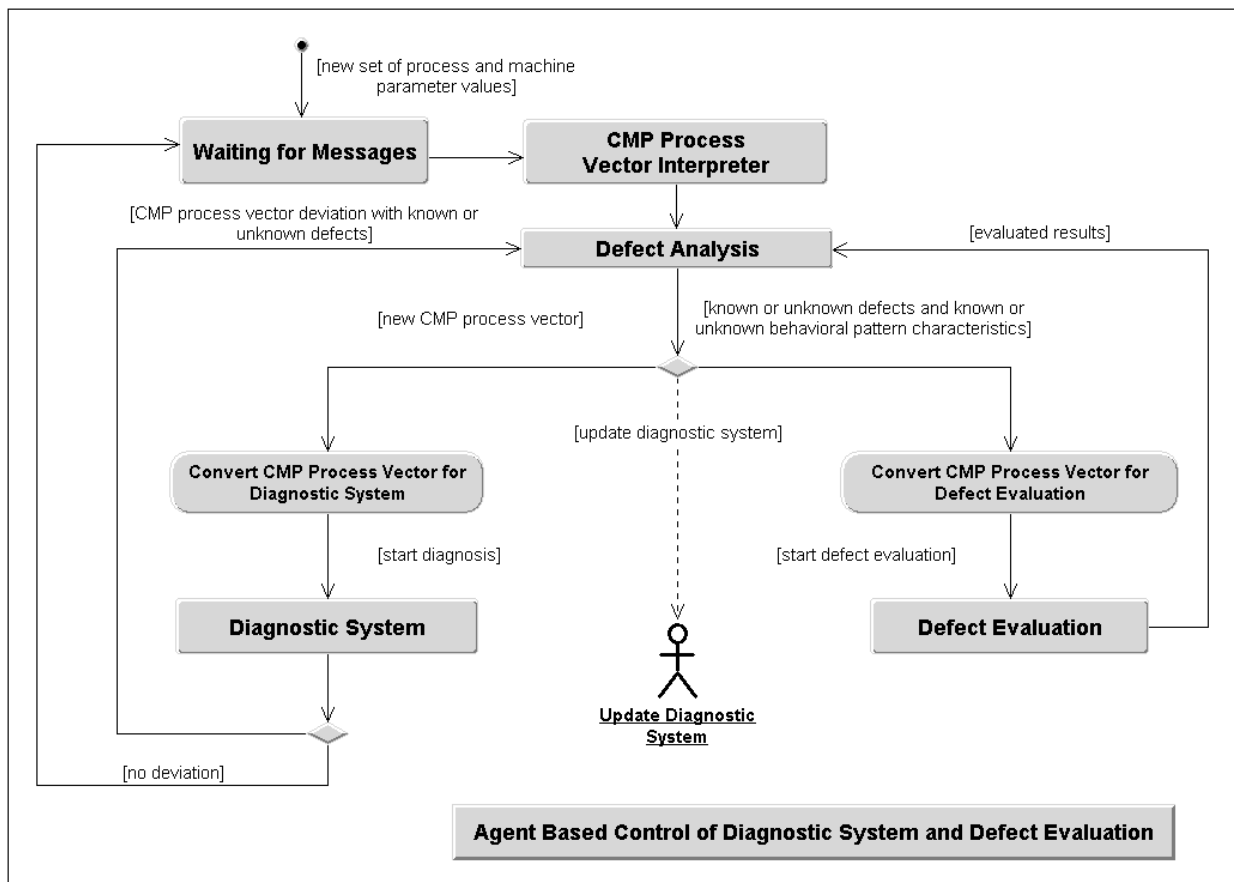 [new set of process and machine
parameter values]
Waiting for Messages
CMP Process
Vector Interpreter
[CMP process vector deviation with known or
unknown defects]
Defect Analysis
[evaluated results]
[new CMP process vector]
[known or unknown defects and known or
unknown behavioral pattern characteristics]
[update diagnostic system]
Convert CMP Process Vector for
Diagnostic System
Convert CMP Process Vector for
Defect Evaluation
[start diagnosis]
[start defect evaluation]
Diagnostic System
Defect Evaluation
Update Diagnostic
System
[no deviation]
Agent Based Control of Diagnostic System and Defect Evaluation